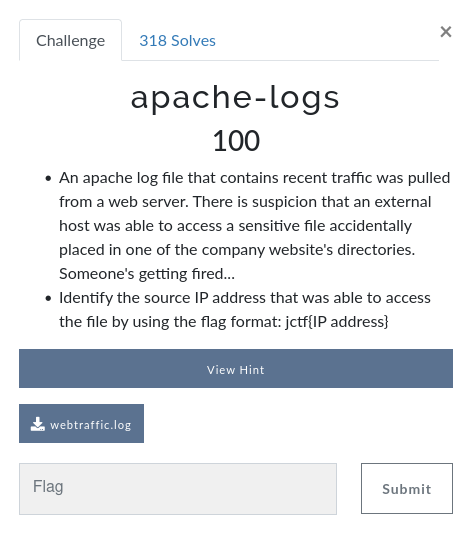 Challenge
318 Solves
×
apache-logs
100
• An apache log file that contains recent traffic was pulled
from a web server. There is suspicion that an external
host was able to access a sensitive file accidentally
placed in one of the company website's directories.
Someone's getting fired...
• Identify the source IP address that was able to access
the file by using the flag format: jctf{IP address}
View Hint
webtraffic.log
Flag
Submit